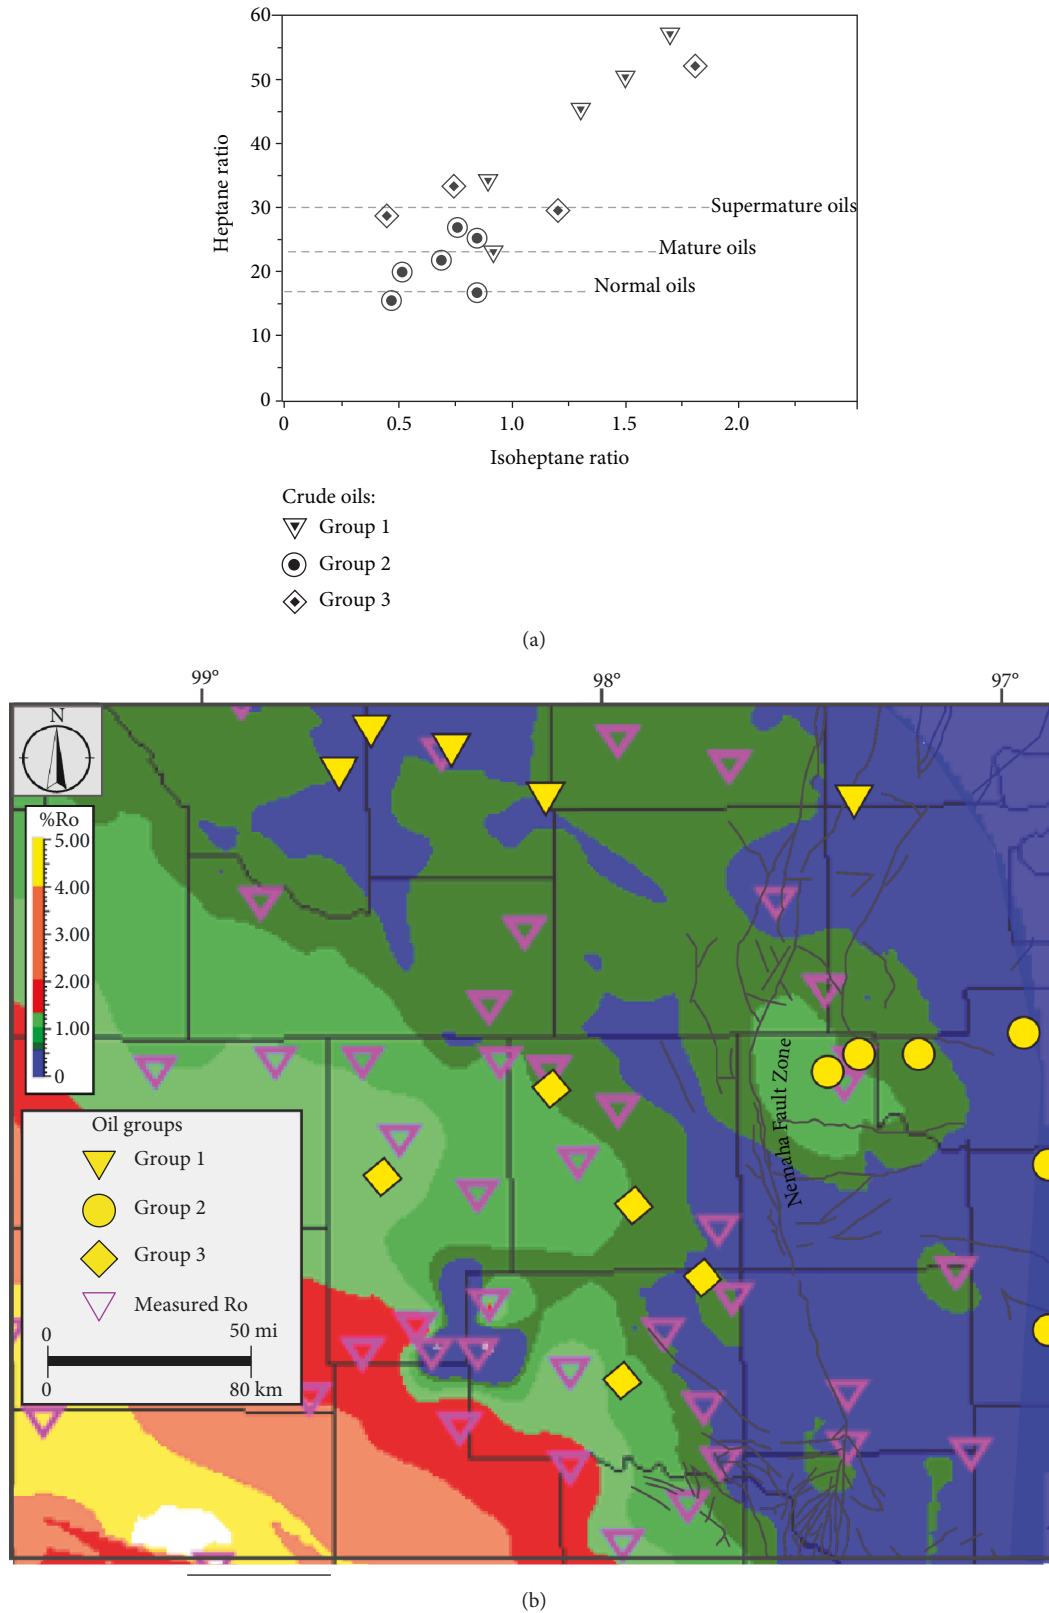 60
50
40
30
20
10
0
Heptane ratio
Supermature oils
Mature oils
Normal oils
0 0.5 1.0 1.5 2.0
Isoheptane ratio
Crude oils:
Group 1
Group 2
Group 3
(a)
99° 98° 97°
N
%Ro
5.00
4.00
3.00
2.00
1.00
0
Nemaha Fault Zone
Oil groups
Group 1
Group 2
Group 3
Measured Ro
0 50 mi
0 80 km
(b)